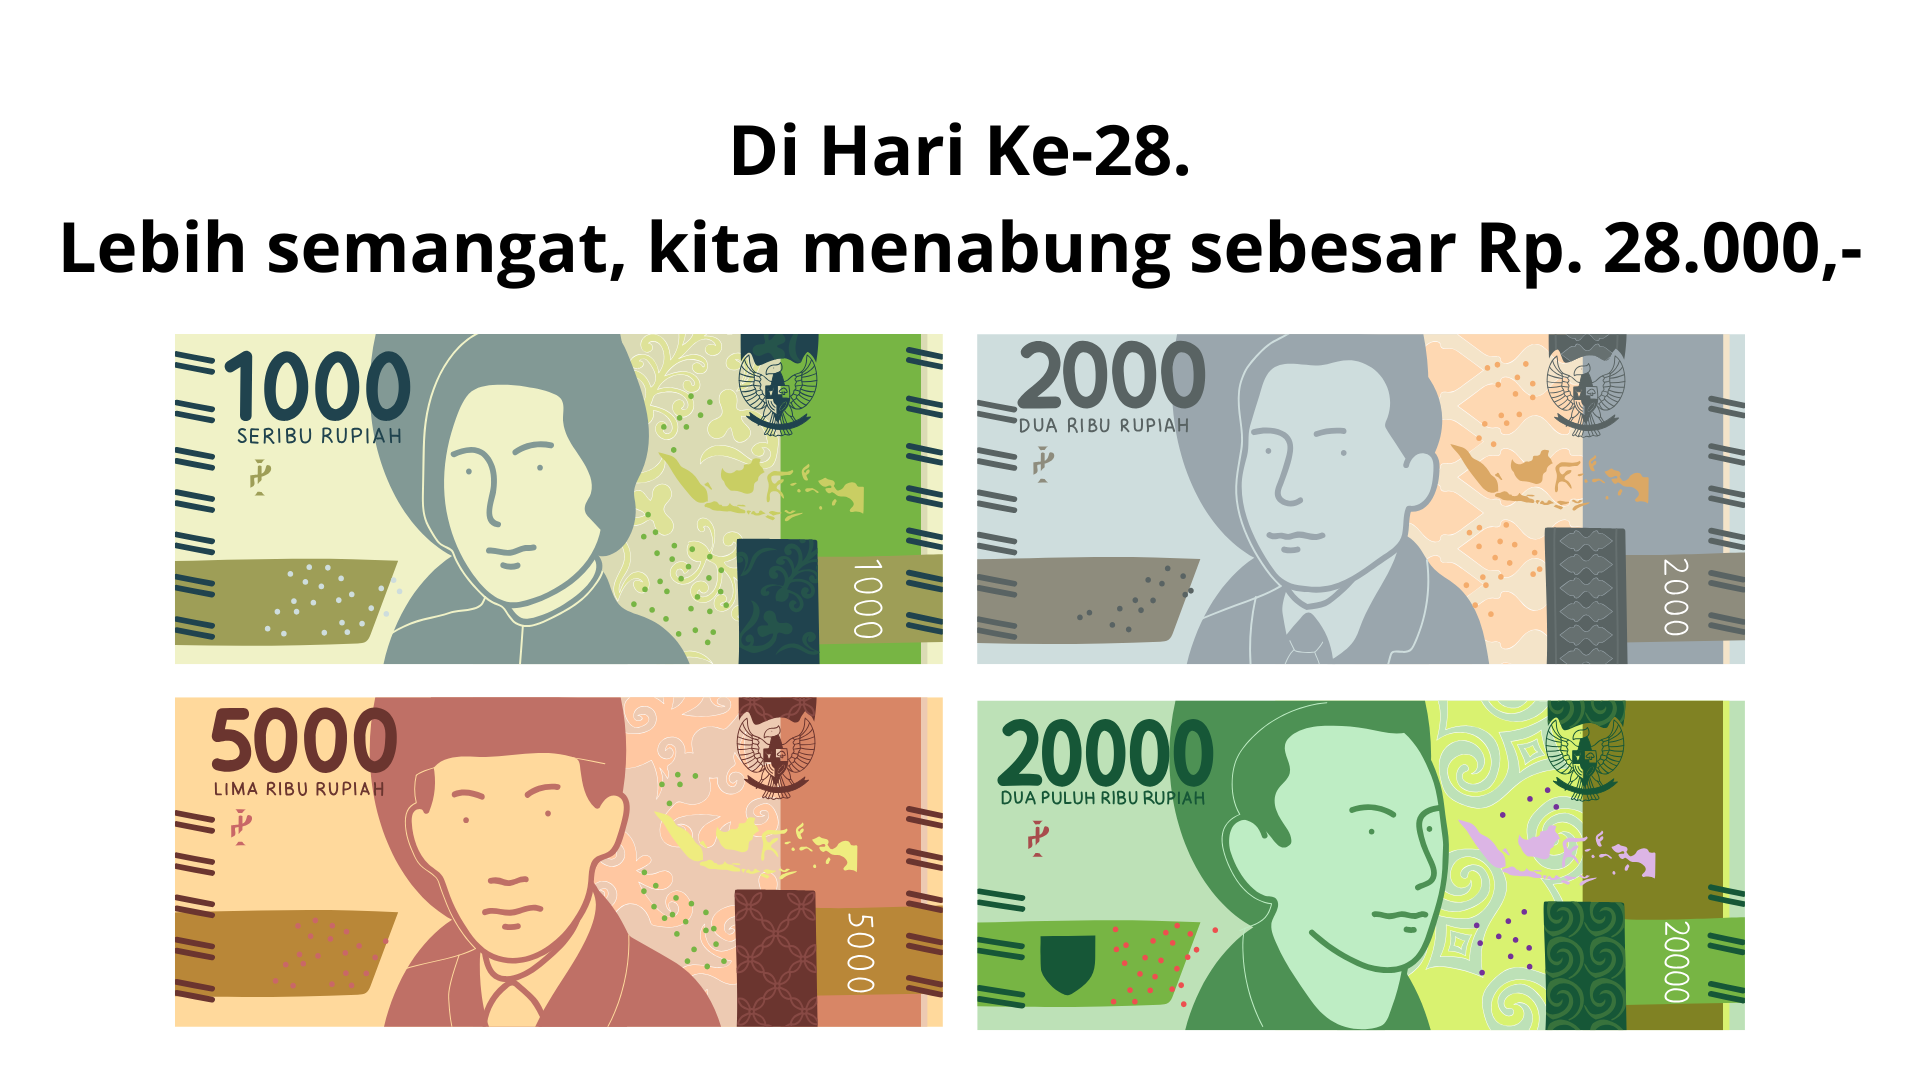 Di Hari Ke-28.
Lebih semangat, kita menabung sebesar Rp. 28.000,-
1000
SERIBU RUPIAH
1000
2000
DUA RIBU RUPIAH
2000
5000
LIMA RIBU RUPIAH
5000
20000
DUA PULUH RIBU RUPIAH
20000